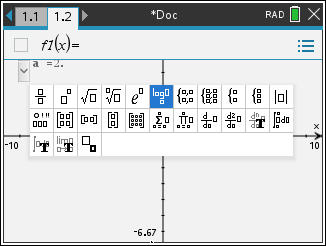 1.1 1.2 *Doc RAD
f1(x)=
a =2.
x
-10 10
-6.67